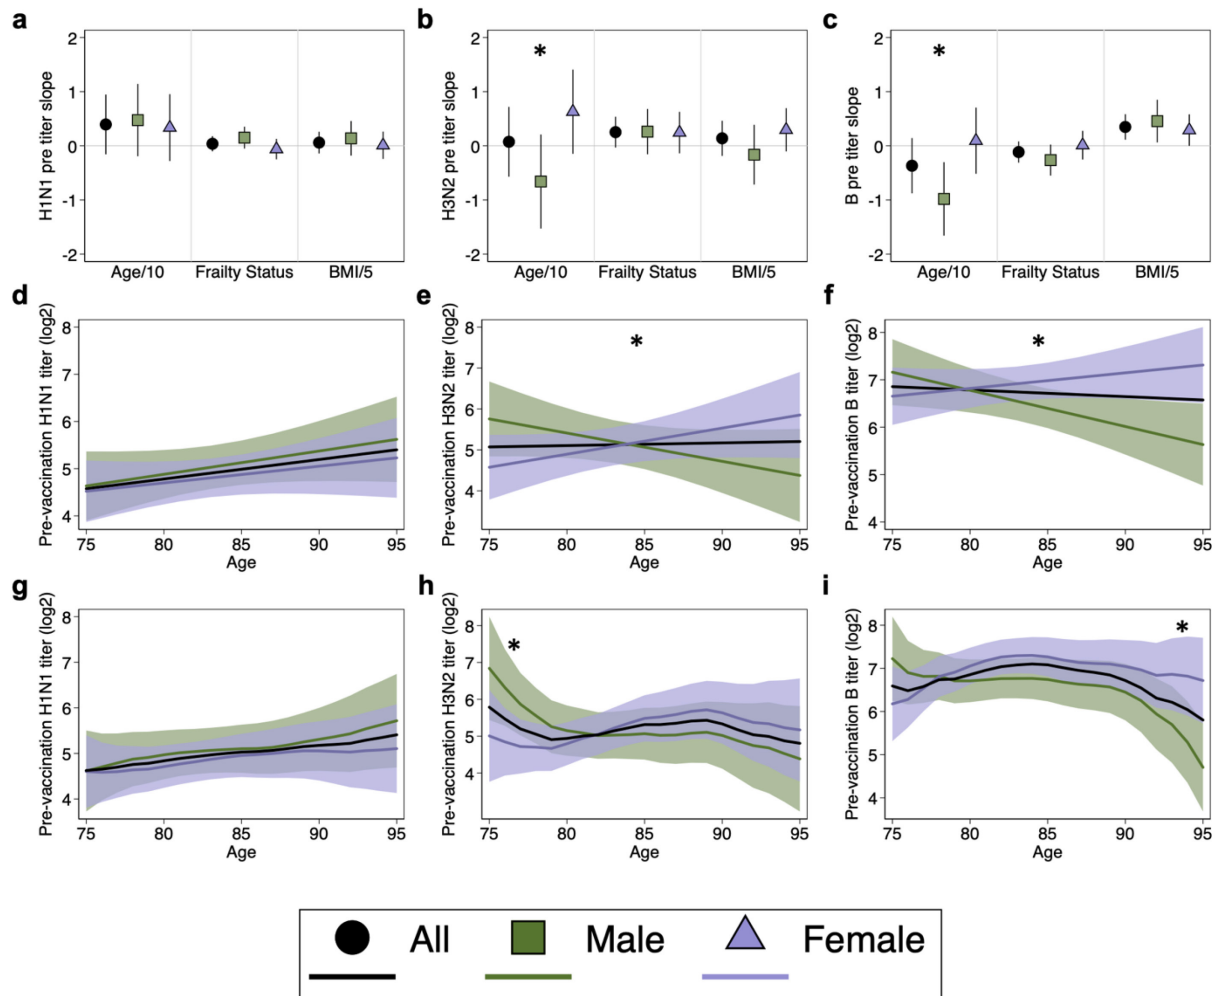 a
H1N1 pre titer slope
2
1
0
-1
-2
Age/10 Frailty Status BMI/5
b
H3N2 pre titer slope
2
1
0
-1
-2
*
Age/10 Frailty Status BMI/5
c
B pre titer slope
2
1
0
-1
-2
*
Age/10 Frailty Status BMI/5
d
Pre-vaccination H1N1 titer (log2)
8
7
6
5
4
75 80 85 90 95
Age
e
Pre-vaccination H3N2 titer (log2)
8
7
6
5
4
*
75 80 85 90 95
Age
f
Pre-vaccination B titer (log2)
8
7
6
5
4
*
75 80 85 90 95
Age
g
Pre-vaccination H1N1 titer (log2)
8
7
6
5
4
75 80 85 90 95
Age
h
Pre-vaccination H3N2 titer (log2)
8
7
6
5
4
*
75 80 85 90 95
Age
i
Pre-vaccination B titer (log2)
8
7
6
5
4
*
75 80 85 90 95
Age
All Male Female